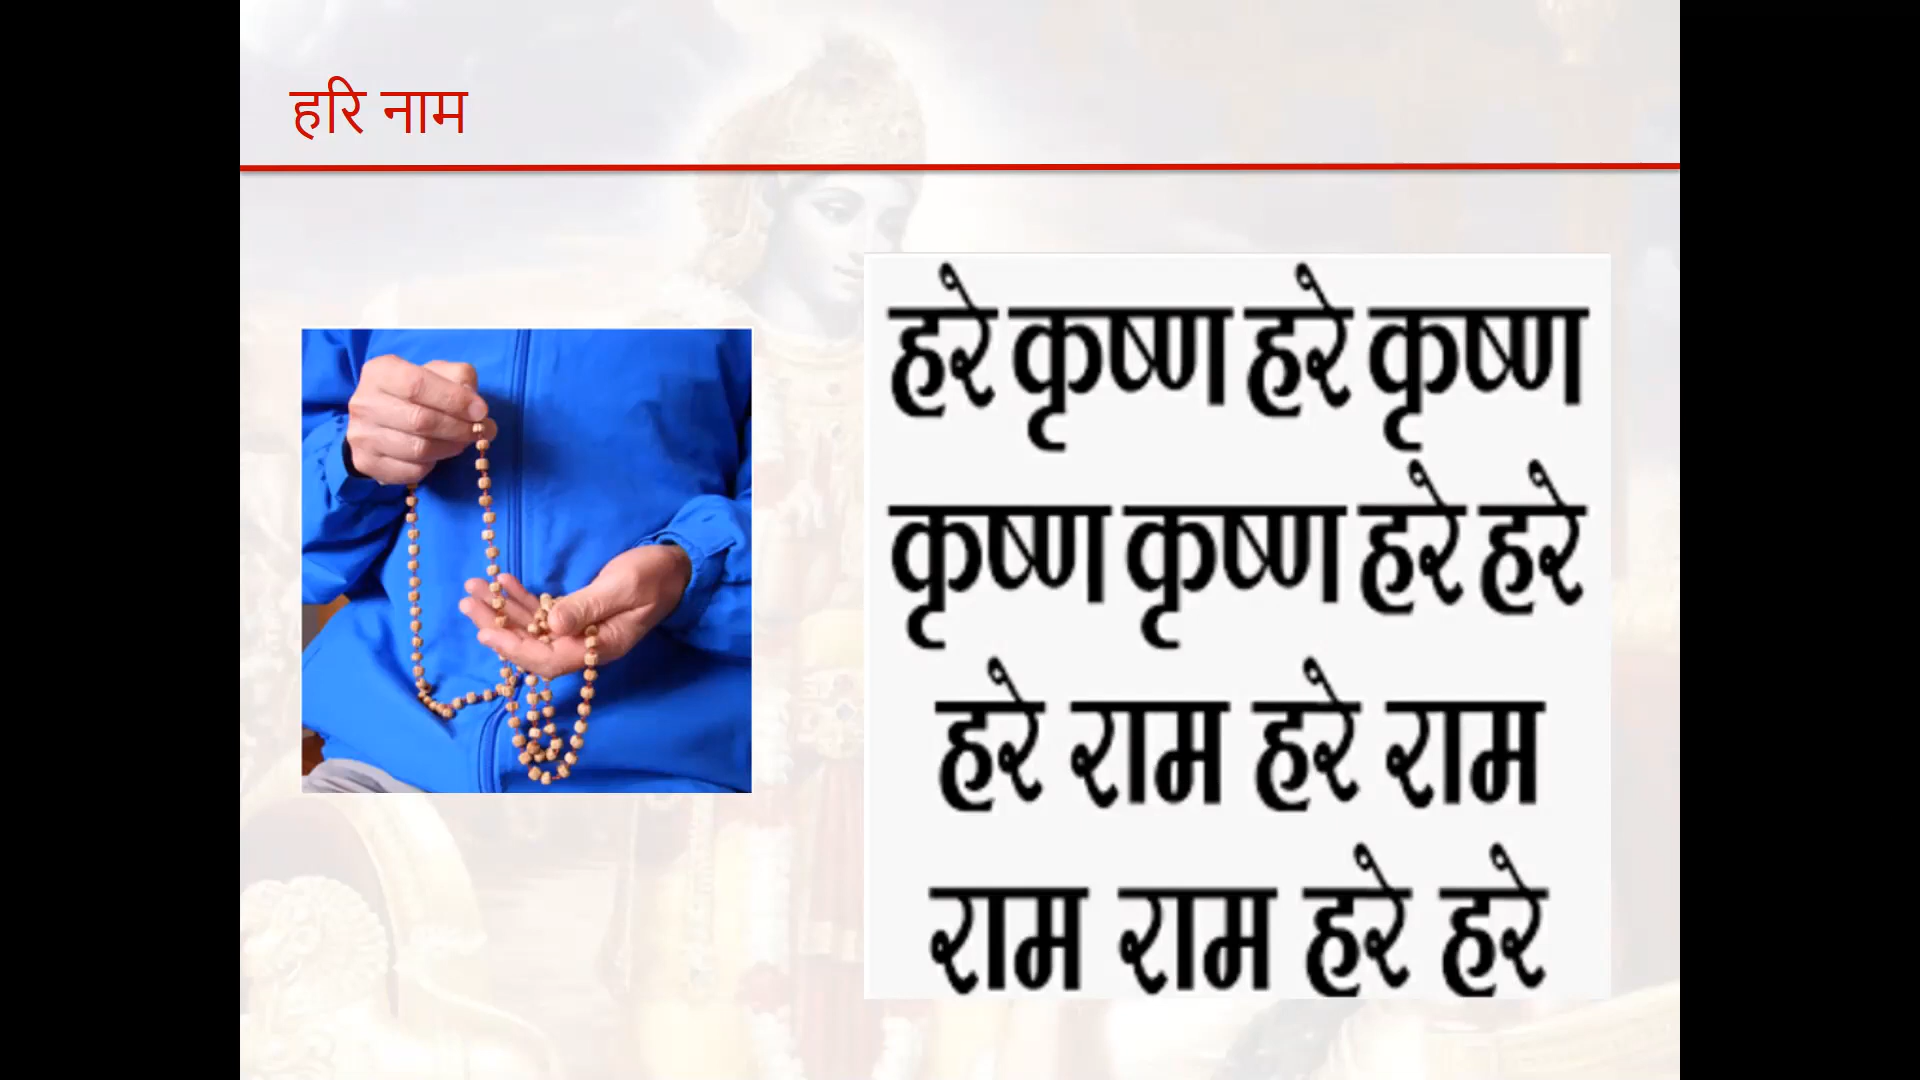 हरि नाम
हरे कृष्ण हरे कृष्ण
कृष्ण कृष्ण हरे हरे
हरे राम हरे राम
राम राम हरे हरे